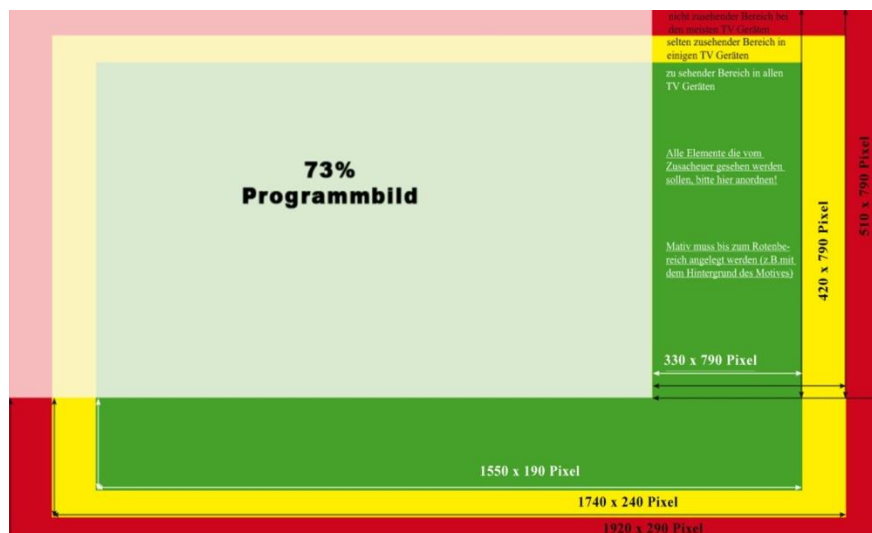 nicht zusehender Bereich bei
den meisten TV Geräten
selten zusehender Bereich in
einigen TV Geräten
zu sehender Bereich in allen
TV Geräten
73%
Programmbild
Alle Elemente die vom
Zusacheuer gesehen werden
sollen, bitte hier anordnen!
Mativ muss bis zum Rotenbe-
reich angelegt werden (z.B.mit
dem Hintergrund des Motives)
420 x 790 Pixel
510 x 790 Pixel
330 x 790 Pixel
1550 x 190 Pixel
1740 x 240 Pixel
1920 x 290 Pixel